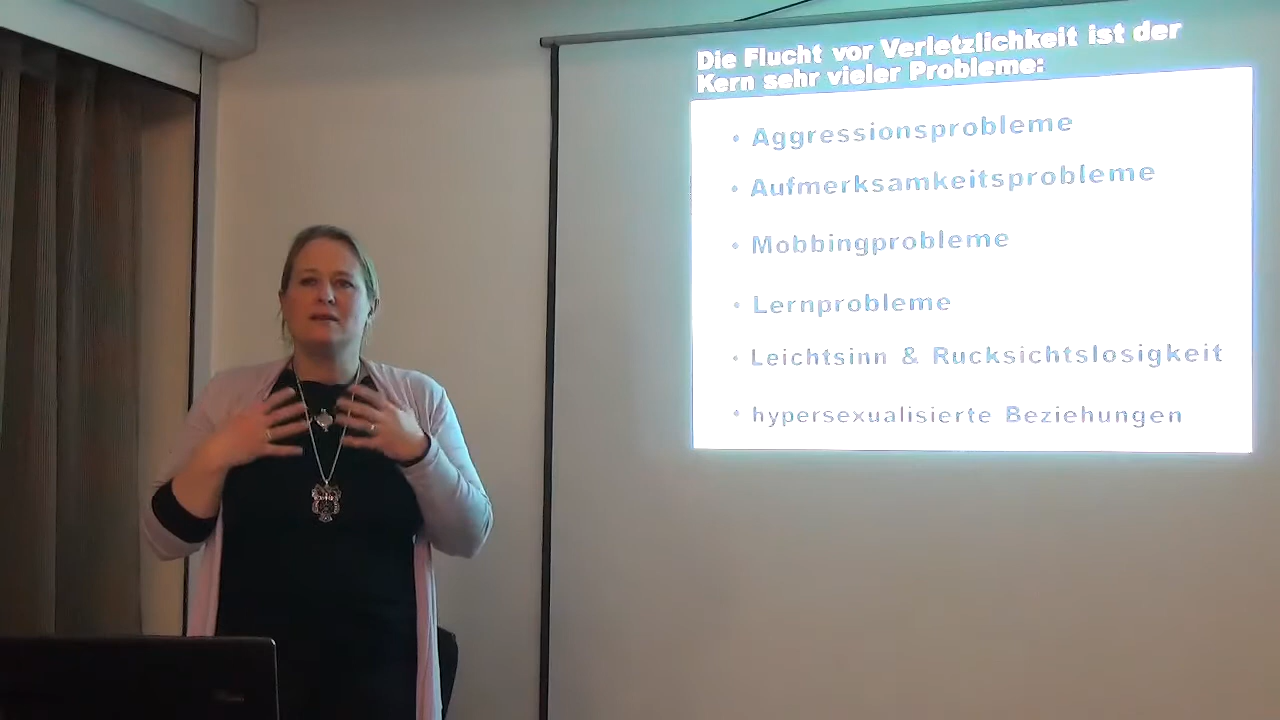 Die Flucht vor Verletzlichkeit ist der
Kern sehr vieler Probleme:
• Aggressionsprobleme
• Aufmerksamkeitsprobleme
• Mobbingprobleme
• Lernprobleme
• Leichtsinn & Rucksichtslosigkeit
• hypersexualisierte Beziehungen